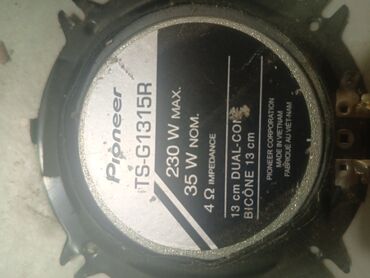 Pioneer
TS-G1315R
230 W MAX.
35 W NOM.
4 Ω IMPEDANCE
13 cm DUAL-CONE
BICÔNE 13 cm
PIONEER CORPORATION
MADE IN VIETNAM
FABRIQUÉ AU VIÊT-NAM